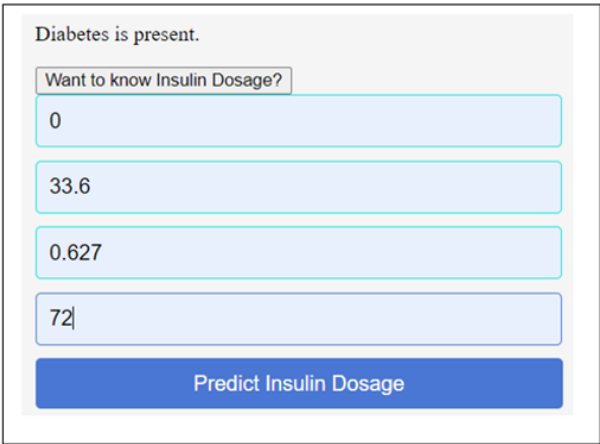 Diabetes is present.
Want to know Insulin Dosage?
0
33.6
0.627
72
Predict Insulin Dosage